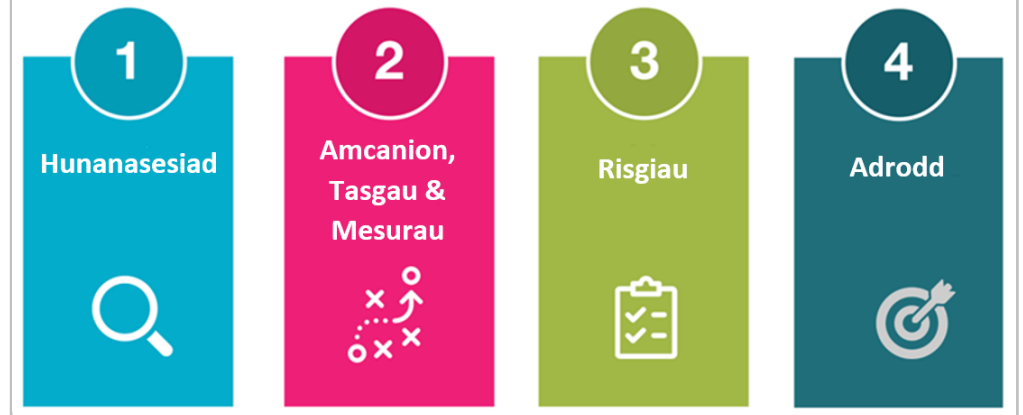 1
Hunanasesiad
2
Amcanion,
Tasgau &
Mesurau
3
Risgiau
4
Adrodd